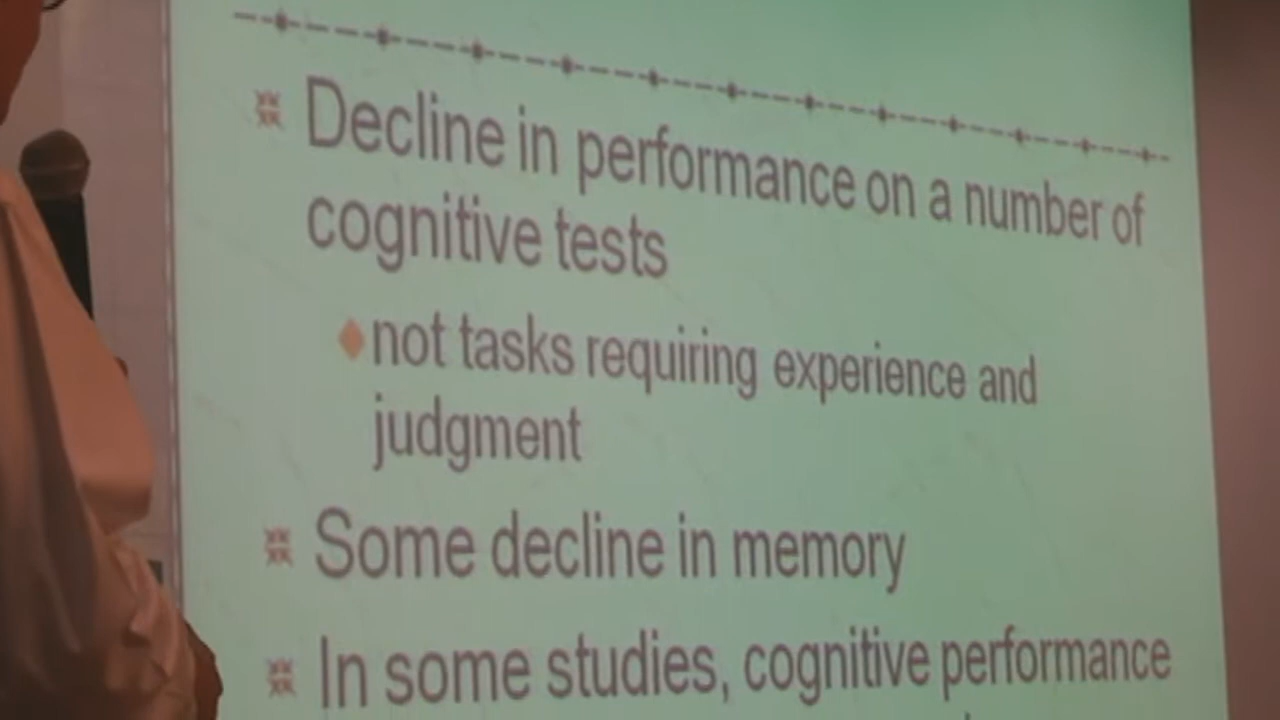 Decline in performance on a number of
cognitive tests
not tasks requiring experience and
judgment
Some decline in memory
In some studies, cognitive performance